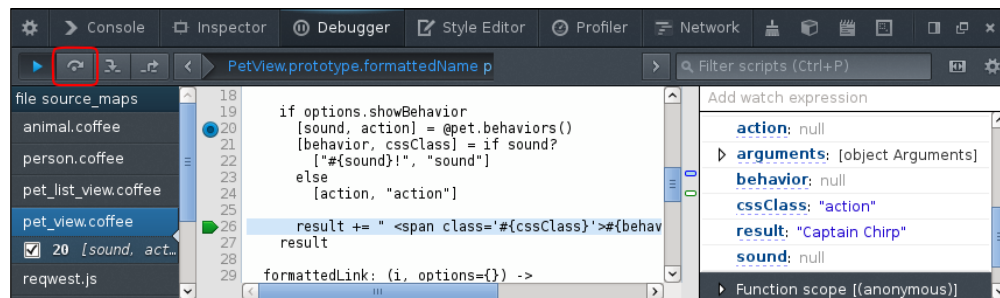 Console Inspector Debugger Style Editor Profiler Network
PetView.prototype.formattedName p
Filter scripts (Ctrl+P)
file source_maps
animal.coffee
person.coffee
pet_list_view.coffee
pet_view.coffee
20 [sound, act…
reqwest.js
18
19 if options.showBehavior
20 [sound, action] = @pet.behaviors()
21 [behavior, cssClass] = if sound?
22 ["#{sound}!", "sound"]
23 else
24 [action, "action"]
25
26 result += " <span class='#{cssClass}'>#{behav
27 result
28
29 formattedLink: (i, options={}) ->
Add watch expression
action: null
arguments: [object Arguments]
behavior: null
cssClass: "action"
result: "Captain Chirp"
sound: null
Function scope [(anonymous)]